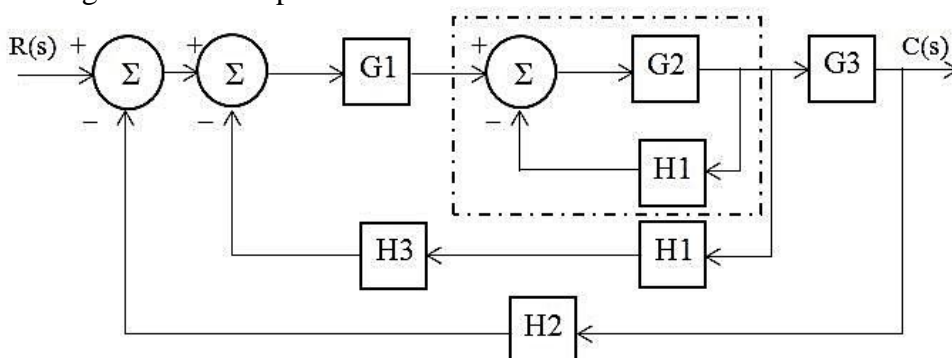 R(s) + + + C(s)
Σ Σ G1 Σ G2 G3
− − −
H1
H3 H1
H2